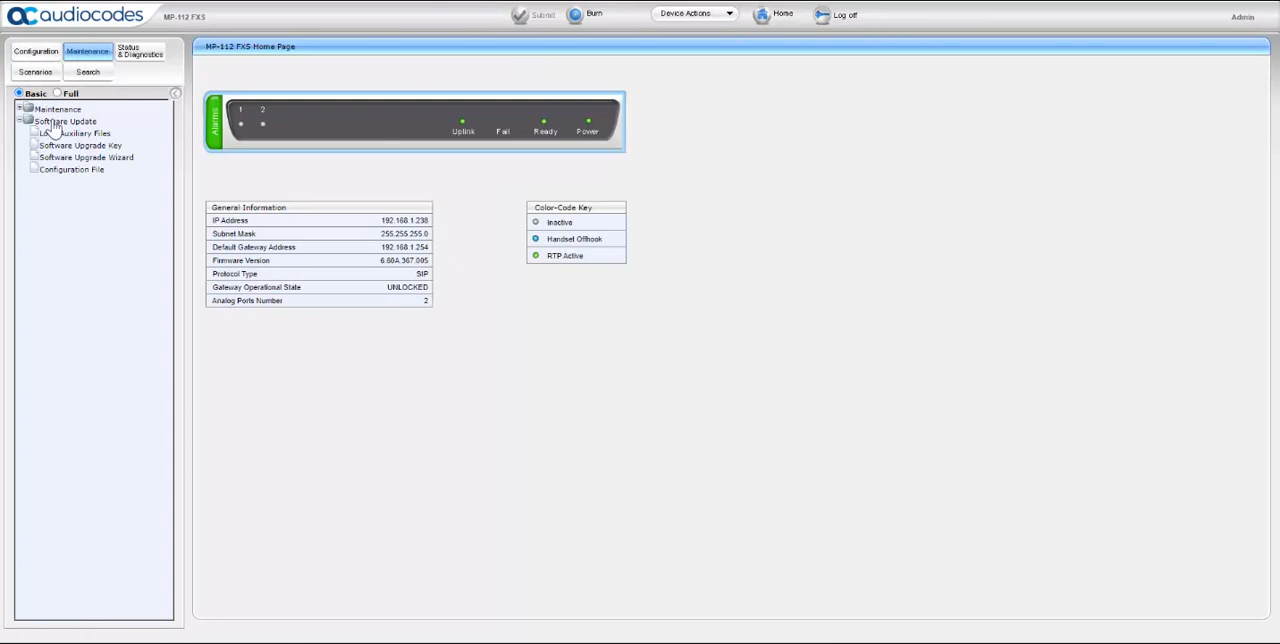 audiocodes
MP-112 FXS
Submit
Burn
Device Actions
Home
Log off
Admin
Configuration
Maintenance
Status
& Diagnostics
Scenarios
Search
Basic
Full
Maintenance
Software Update
Auxiliary Files
Software Upgrade Key
Software Upgrade Wizard
Configuration File
MP-112 FXS Home Page
Alarms
1 2
Uplink Fail Ready Power
General Information
IP Address 192.168.1.238
Subnet Mask 255.255.255.0
Default Gateway Address 192.168.1.254
Firmware Version 6.60A.367.005
Protocol Type SIP
Gateway Operational State UNLOCKED
Analog Ports Number 2
Color-Code Key
Inactive
Handset Offhook
RTP Active